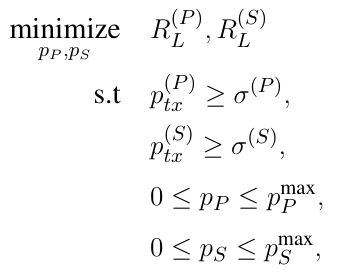 minimize R_L^{(P)}, R_L^{(S)}
p_P, p_S
s.t p_{tx}^{(P)} ≥ σ^{(P)},
p_{tx}^{(S)} ≥ σ^{(S)},
0 ≤ p_P ≤ p_P^{max},
0 ≤ p_S ≤ p_S^{max},